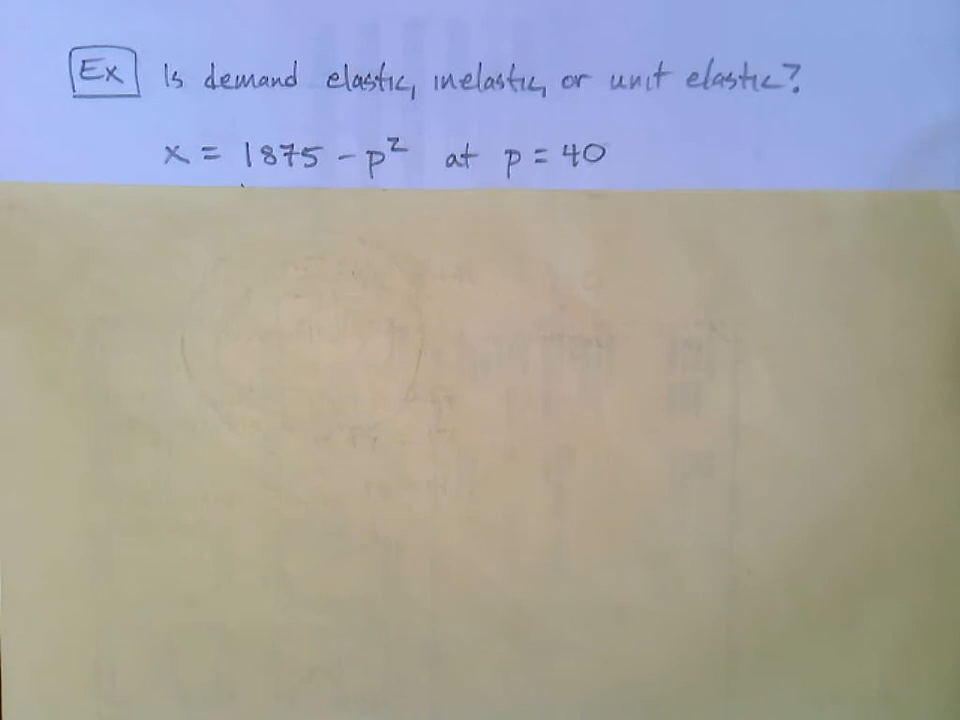 Ex Is demand elastic, inelastic, or unit elastic?
x = 1875 - p² at p = 40